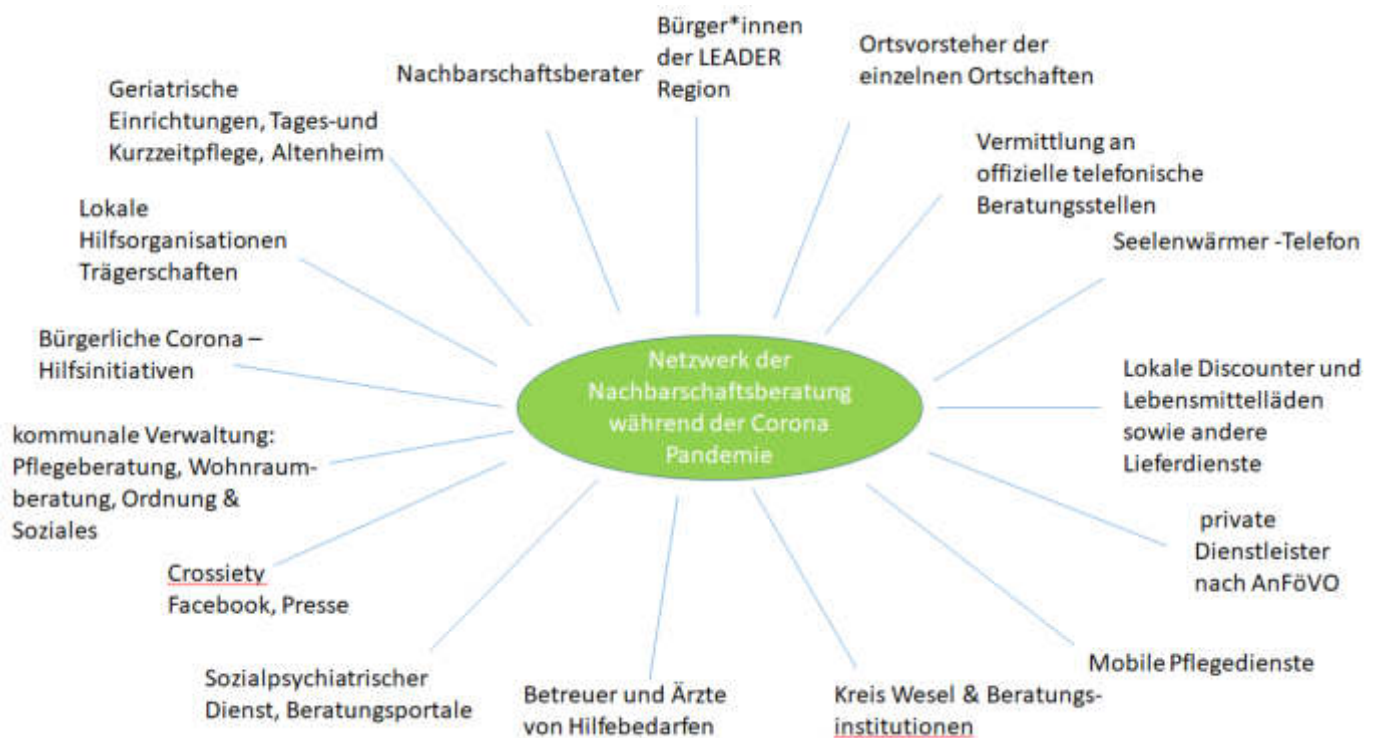 Bürger*innen
der LEADER
Region
Ortsvorsteher der
einzelnen Ortschaften
Nachbarschaftsberater
Geriatrische
Einrichtungen, Tages-und
Kurzzeitpflege, Altenheim
Vermittlung an
offizielle telefonische
Beratungsstellen
Lokale
Hilfsorganisationen
Trägerschaften
Seelenwärmer -Telefon
Bürgerliche Corona –
Hilfsinitiativen
Netzwerk der
Nachbarschaftsberatung
während der Corona
Pandemie
Lokale Discounter und
Lebensmittelläden
sowie andere
Lieferdienste
kommunale Verwaltung:
Pflegeberatung, Wohnraum-
beratung, Ordnung &
Soziales
private
Dienstleister
nach AnFöVO
Crossiety
Facebook, Presse
Mobile Pflegedienste
Sozialpsychiatrischer
Dienst, Beratungsportale
Betreuer und Ärzte
von Hilfebedarfen
Kreis Wesel & Beratungs-
institutionen